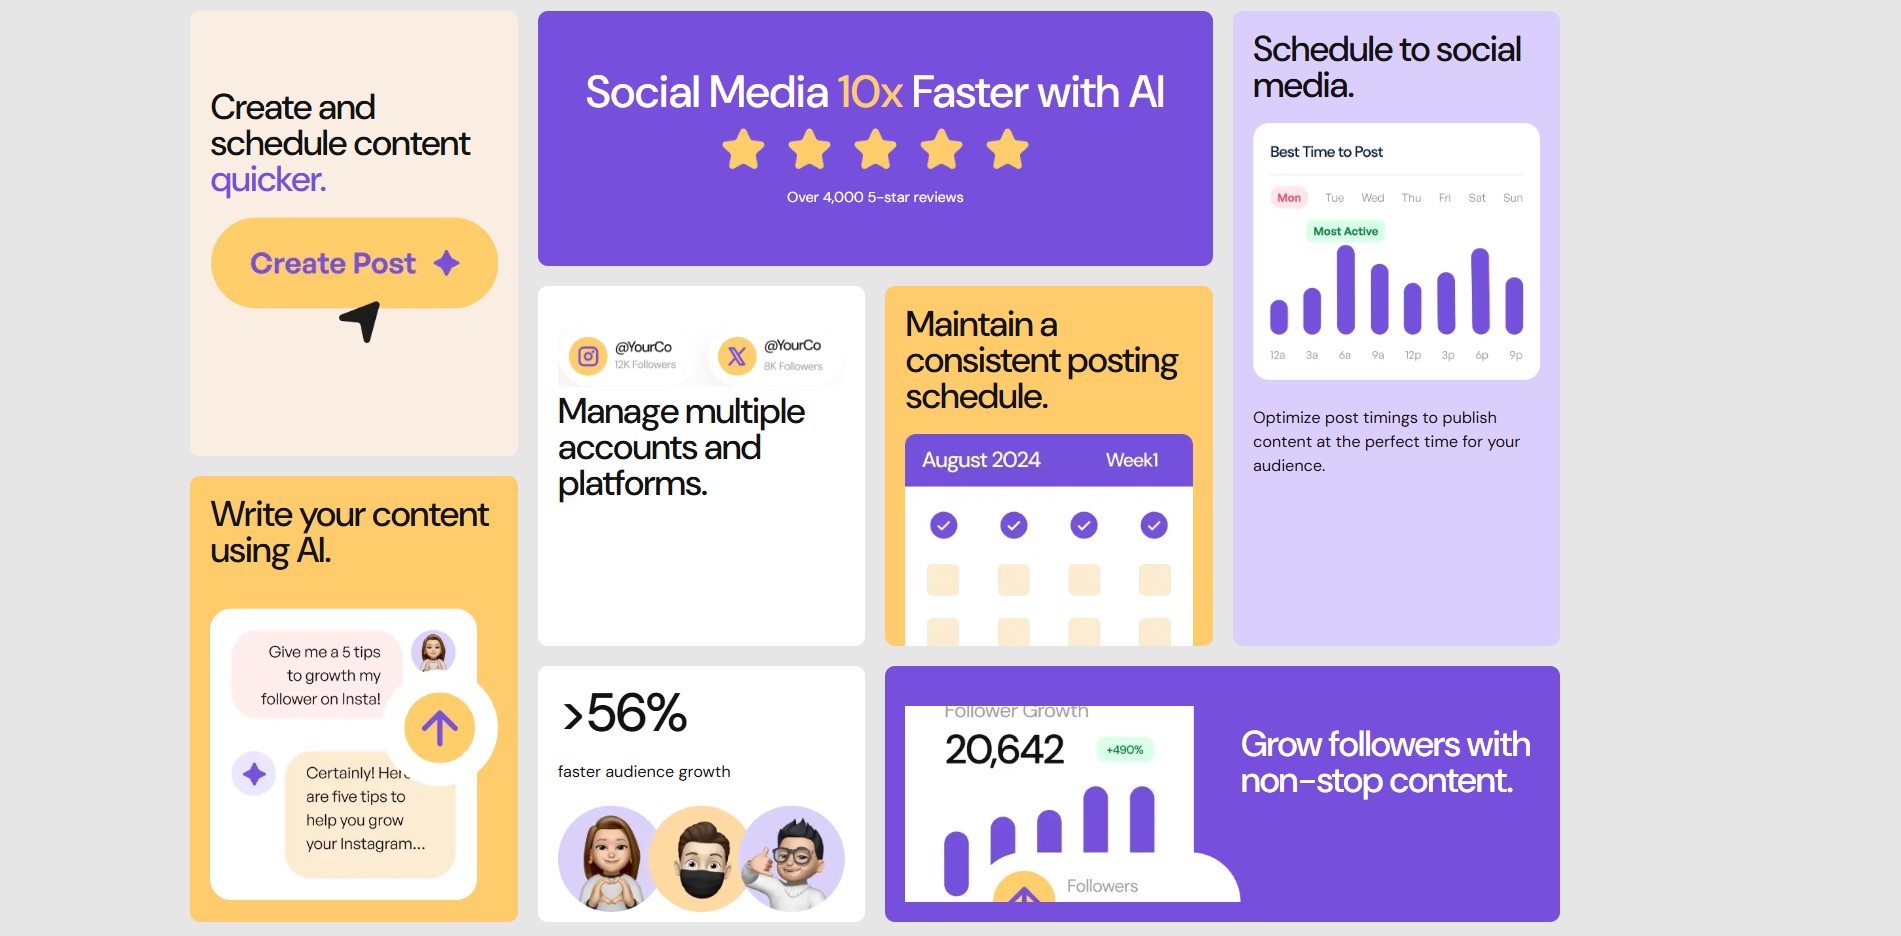 Create and
schedule content
quicker.
Create Post
Social Media 10x Faster with AI
Over 4,000 5-star reviews
Schedule to social
media.
Best Time to Post
Mon Tue Wed Thu Fri Sat Sun
Most Active
12a 3a 6a 9a 12p 3p 6p 9p
Optimize post timings to publish
content at the perfect time for your
audience.
@YourCo
12K Followers
@YourCo
8K Followers
Manage multiple
accounts and
platforms.
Maintain a
consistent posting
schedule.
August 2024 Week1
Write your content
using AI.
Give me a 5 tips
to growth my
follower on Insta!
Certainly! Here
are five tips to
help you grow
your Instagram...
>56%
faster audience growth
Follower Growth
20,642
+490%
Followers
Grow followers with
non-stop content.